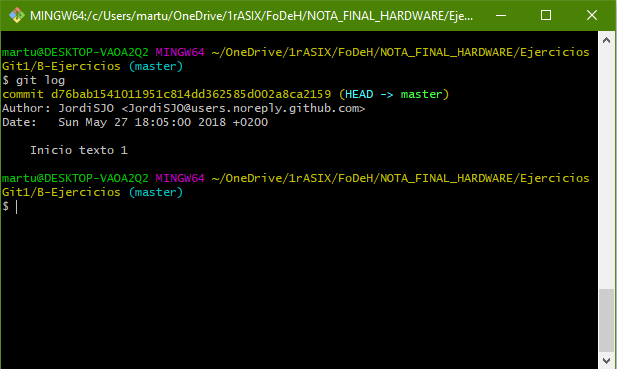 MINGW64:/c/Users/martu/OneDrive/1rASIX/FoDeH/NOTA_FINAL_HARDWARE/Eje...
martu@DESKTOP-VAOA2Q2 MINGW64 ~/OneDrive/1rASIX/FoDeH/NOTA_FINAL_HARDWARE/Ejercicios
Git1/B-Ejercicios (master)
$ git log
commit d76bab1541011951c814dd362585d002a8ca2159 (HEAD -> master)
Author: JordiSJO <JordiSJO@users.noreply.github.com>
Date:   Sun May 27 18:05:00 2018 +0200
    Inicio texto 1
martu@DESKTOP-VAOA2Q2 MINGW64 ~/OneDrive/1rASIX/FoDeH/NOTA_FINAL_HARDWARE/Ejercicios
Git1/B-Ejercicios (master)
$